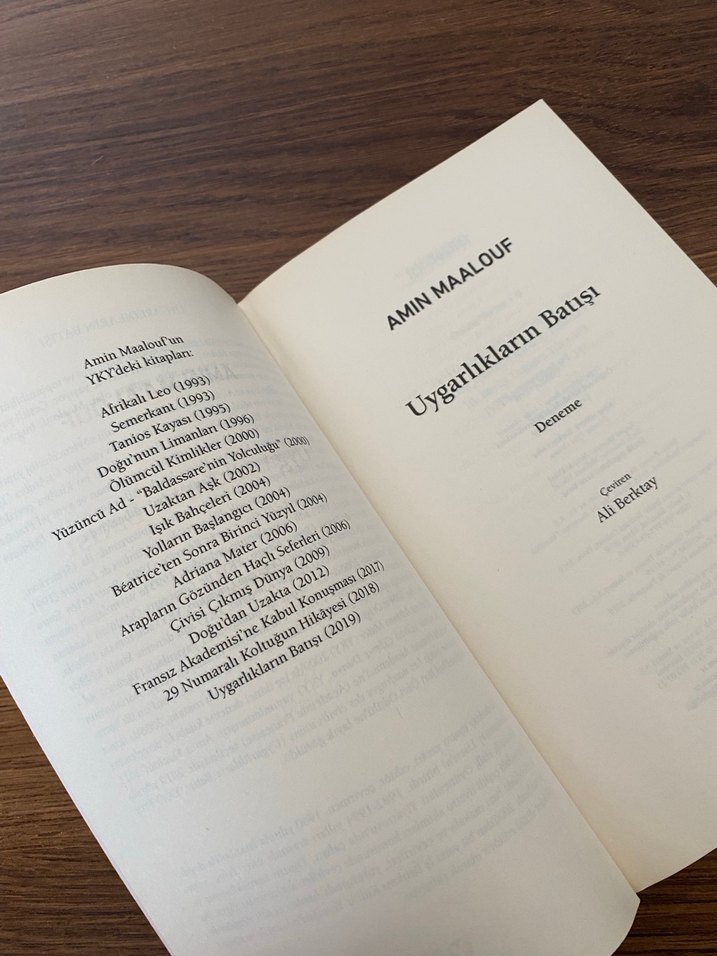 Amin Maalouf'un
YKY'deki kitapları:
Afrikalı Leo (1993)
Semerkant (1993)
Tanios Kayası (1995)
Doğu'nun Limanları (1996)
Ölümcül Kimlikler (2000)
Yüzüncü Ad - "Baldassare'nin Yolculuğu" (2000)
Uzaktan Aşk (2002)
Işık Bahçeleri (2004)
Yolların Başlangıcı (2004)
Béatrice'ten Sonra Birinci Yüzyıl (2004)
Adriana Mater (2006)
Arapların Gözünden Haçlı Seferleri (2006)
Çivisi Çıkmış Dünya (2009)
Doğu'dan Uzakta (2012)
Fransız Akademisi'ne Kabul Konuşması (2017)
29 Numaralı Koltuğun Hikâyesi (2018)
Uygarlıkların Batışı (2019)
AMIN MAALOUF
Uygarlıkların Batışı
Deneme
Çeviren
Ali Berktay